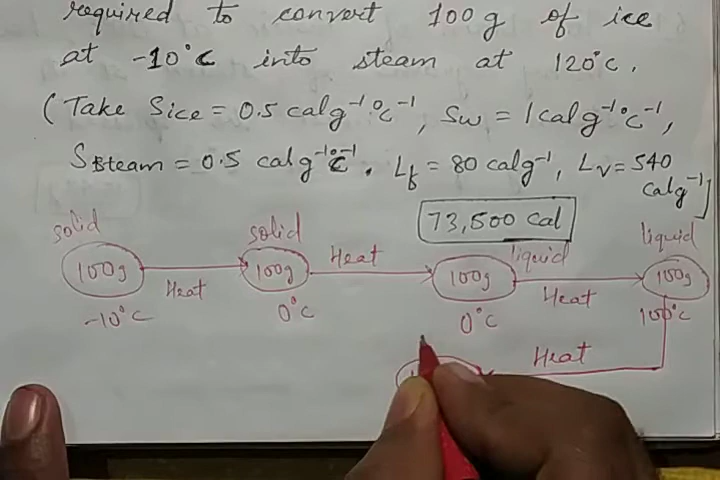 required to convert 100 g of ice
at -10°c into steam at 120°c.
(Take Sice = 0.5 calg⁻¹°c⁻¹, Sw = 1 calg⁻¹°c⁻¹,
Ssteam = 0.5 calg⁻¹°c⁻¹. Lf = 80 calg⁻¹, Lv = 540
calg⁻¹]
73,500 Cal
solid solid liquid liquid
100g Heat 100g Heat 100g Heat 100g
-10°C 0°C 0°C 100°C
Heat